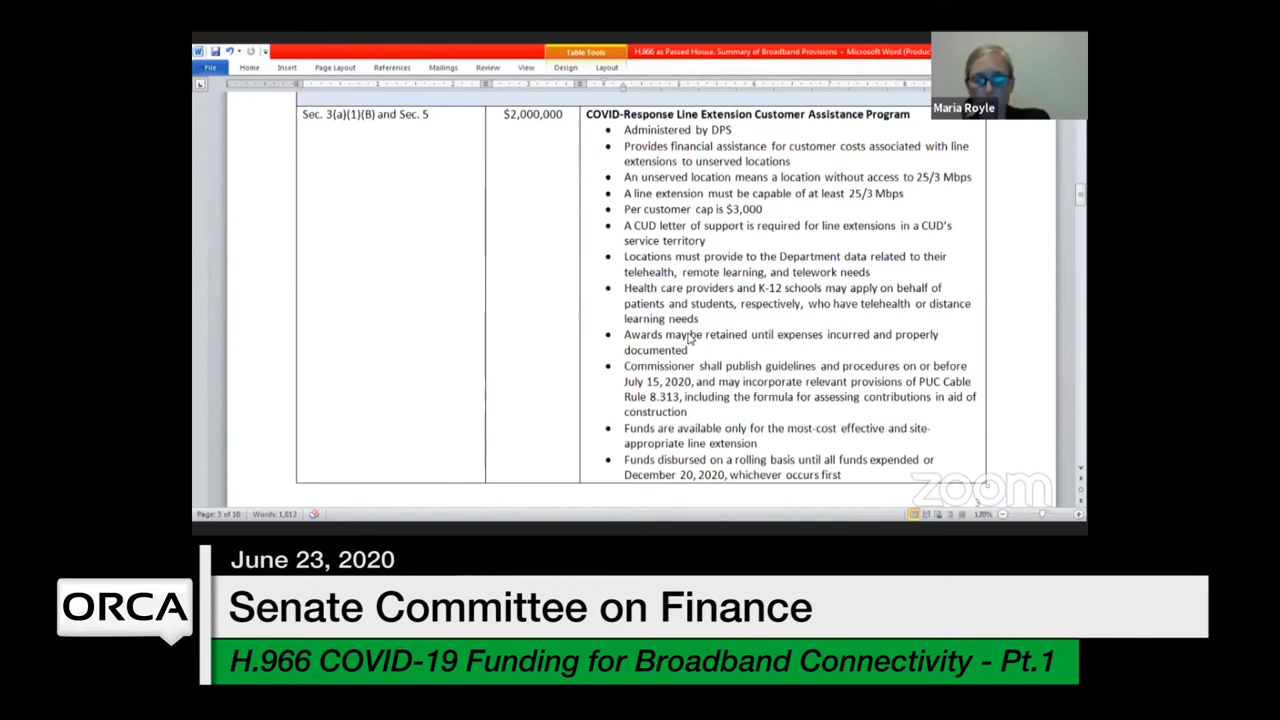 Table Tools
H.966 as Passed House. Summary of Broadband Provisions - Microsoft Word (Produc
File Home Insert Page Layout References Mailings Review View Design Layout
Maria Royle
Sec. 3(a)(1)(B) and Sec. 5
$2,000,000
COVID-Response Line Extension Customer Assistance Program
• Administered by DPS
• Provides financial assistance for customer costs associated with line
extensions to unserved locations
• An unserved location means a location without access to 25/3 Mbps
• A line extension must be capable of at least 25/3 Mbps
• Per customer cap is $3,000
• A CUD letter of support is required for line extensions in a CUD's
service territory
• Locations must provide to the Department data related to their
telehealth, remote learning, and telework needs
• Health care providers and K-12 schools may apply on behalf of
patients and students, respectively, who have telehealth or distance
learning needs
• Awards may be retained until expenses incurred and properly
documented
• Commissioner shall publish guidelines and procedures on or before
July 15, 2020, and may incorporate relevant provisions of PUC Cable
Rule 8.313, including the formula for assessing contributions in aid of
construction
• Funds are available only for the most-cost effective and site-
appropriate line extension
• Funds disbursed on a rolling basis until all funds expended or
December 20, 2020, whichever occurs first
zoom
Page: 3 of 10 Words: 1,812
120%
June 23, 2020
ORCA
Senate Committee on Finance
H.966 COVID-19 Funding for Broadband Connectivity - Pt.1